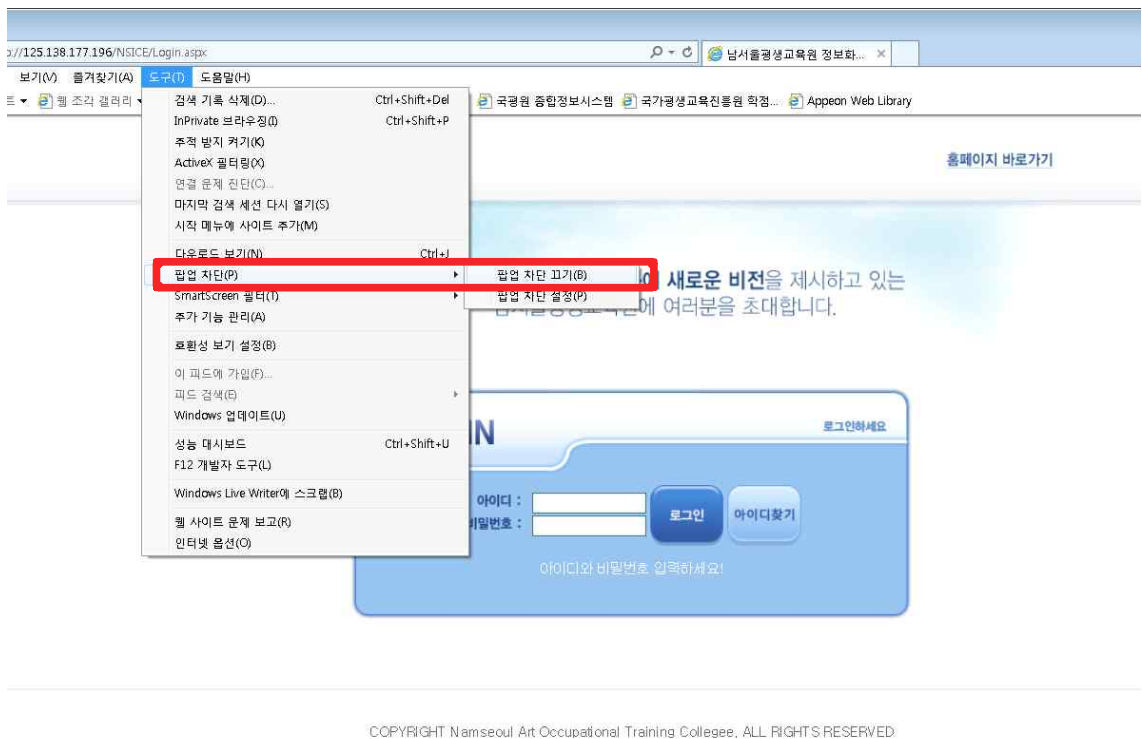 ://125.138.177.196/NSICE/Login.aspx
남서울평생교육원 정보화...
보기(V) 즐겨찾기(A) 도구(T) 도움말(H)
웹 조각 갤러리
국평원 종합정보시스템 국가평생교육진흥원 학점... Appeon Web Library
검색 기록 삭제(D)... Ctrl+Shift+Del
InPrivate 브라우징(I) Ctrl+Shift+P
추적 방지 켜기(K)
ActiveX 필터링(X)
연결 문제 진단(C)...
마지막 검색 세션 다시 열기(S)
시작 메뉴에 사이트 추가(M)
다운로드 보기(N) Ctrl+J
팝업 차단(P)
팝업 차단 끄기(B)
SmartScreen 필터(T)
팝업 차단 설정(P)
추가 기능 관리(A)
호환성 보기 설정(B)
이 피드에 가입(F)...
피드 검색(E)
Windows 업데이트(U)
성능 대시보드 Ctrl+Shift+U
F12 개발자 도구(L)
Windows Live Writer에 스크랩(B)
웹 사이트 문제 보고(R)
인터넷 옵션(O)
홈페이지 바로가기
새로운 비전을 제시하고 있는
여러분을 초대합니다.
IN
로그인하세요
아이디 :
비밀번호 :
로그인
아이디찾기
아이디와 비밀번호 입력하세요!
COPYRIGHT Namseoul Art Occupational Training Collegee, ALL RIGHTS RESERVED